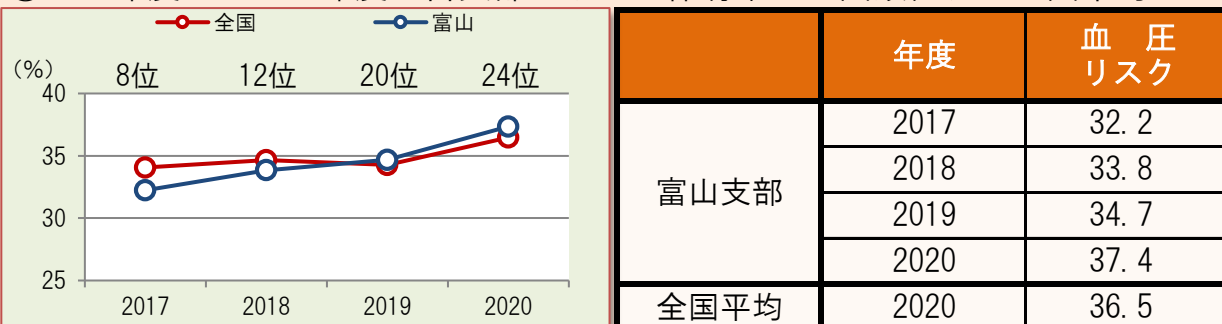 全国 富山
(%) 8位 12位 20位 24位
40
35
30
25
2017 2018 2019 2020
年度 血 圧
リスク
富山支部 2017 32.2
2018 33.8
2019 34.7
2020 37.4
全国平均 2020 36.5